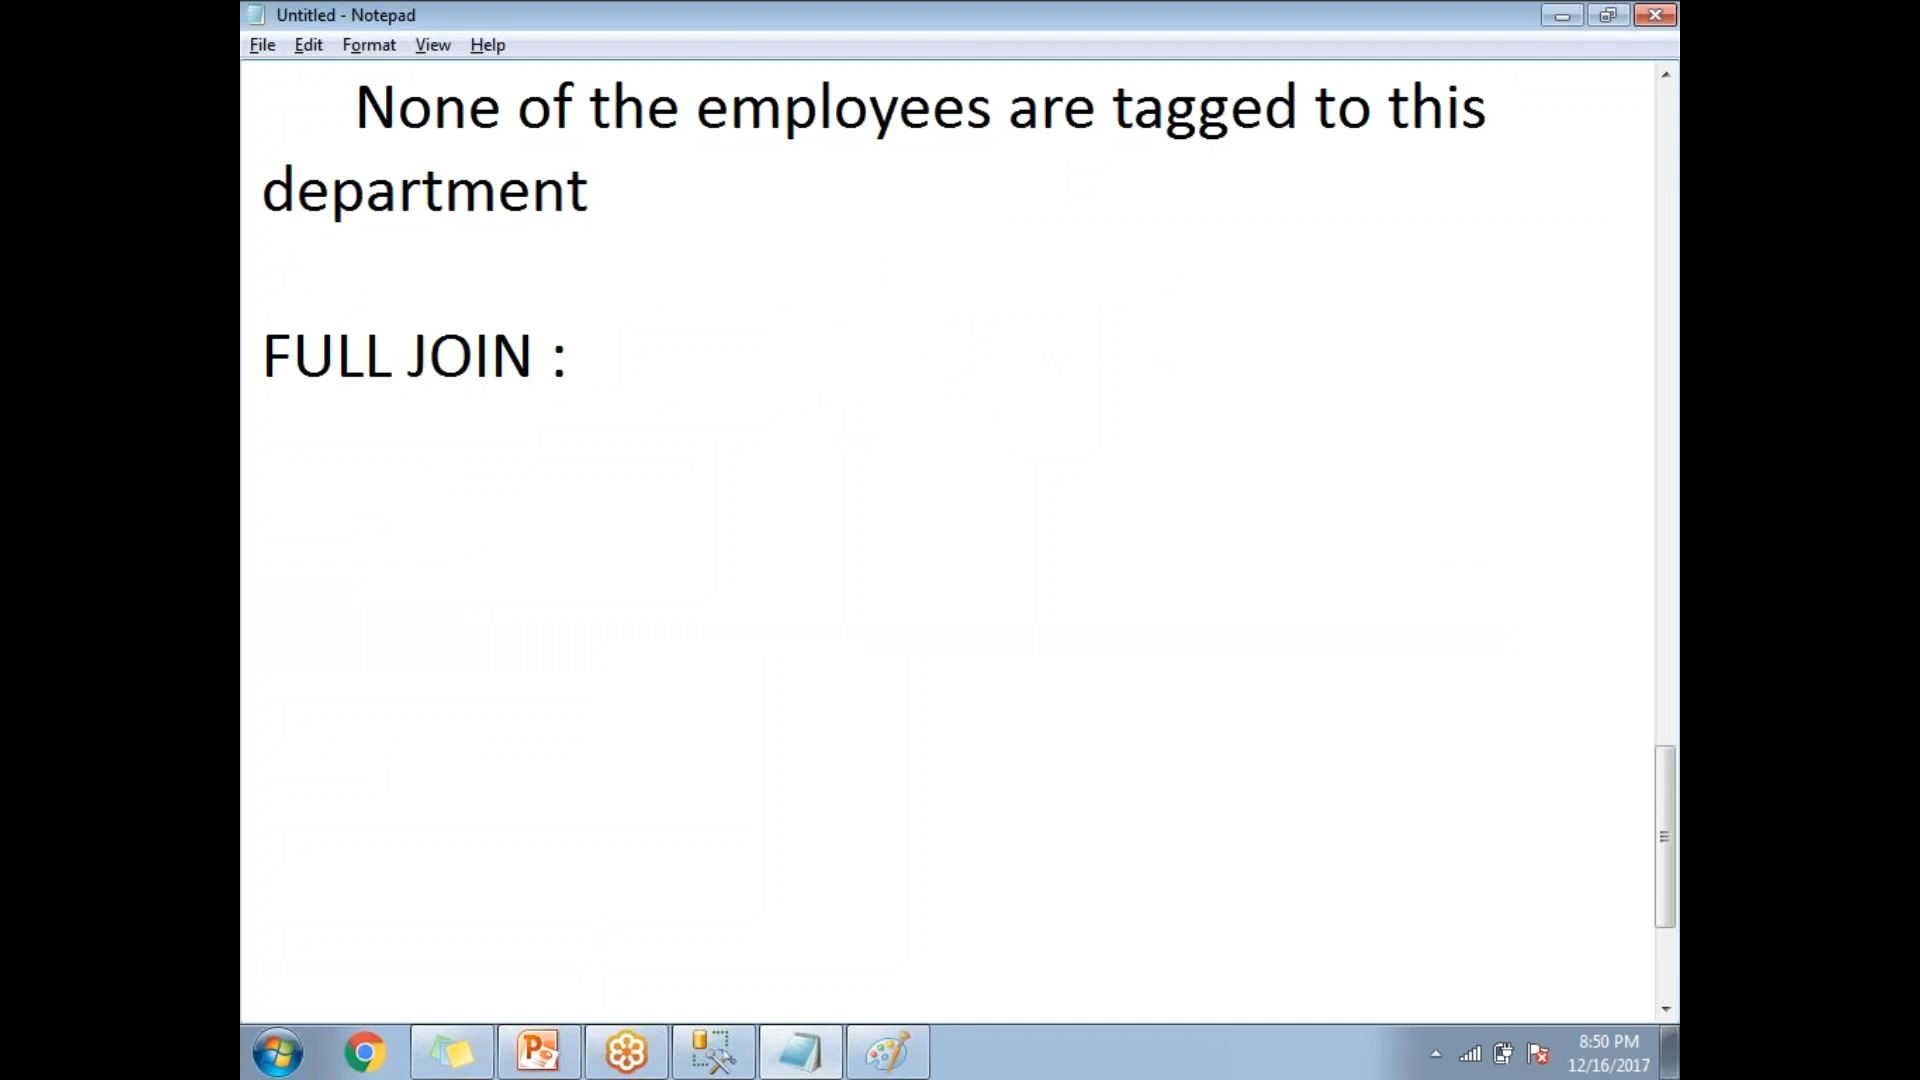 Untitled - Notepad
File Edit Format View Help
None of the employees are tagged to this
department
FULL JOIN :
8:50 PM
12/16/2017